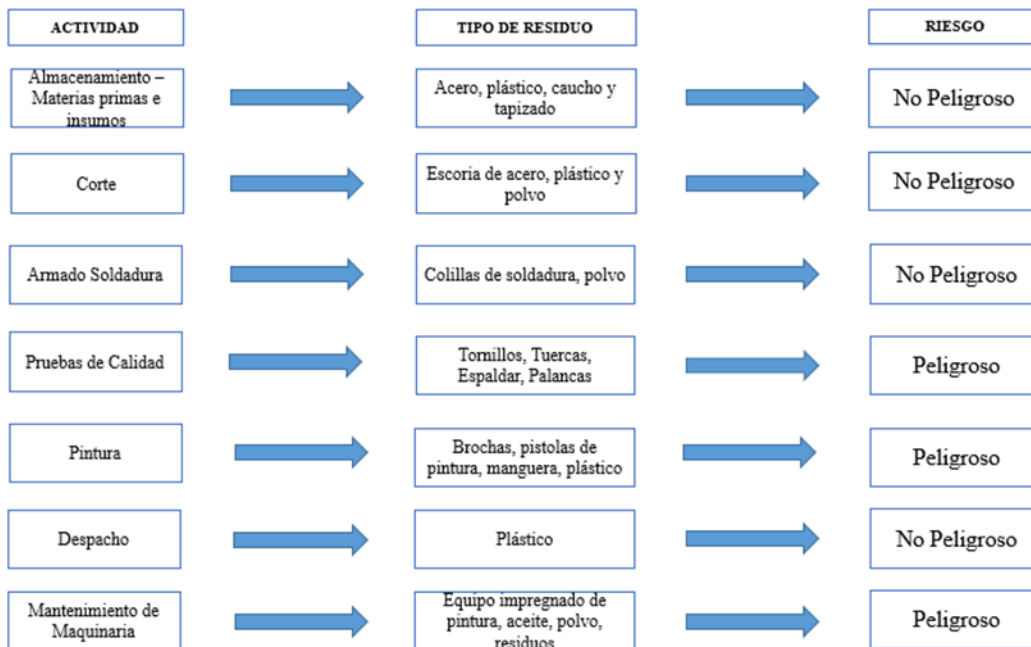 ACTIVIDAD
TIPO DE RESIDUO
RIESGO
Almacenamiento –
Materias primas e
insumos
Acero, plástico, caucho y
tapizado
No Peligroso
Corte
Escoria de acero, plástico y
polvo
No Peligroso
Armado Soldadura
Colillas de soldadura, polvo
No Peligroso
Pruebas de Calidad
Tornillos, Tuercas,
Espaldar, Palancas
Peligroso
Pintura
Brochas, pistolas de
pintura, manguera, plástico
Peligroso
Despacho
Plástico
No Peligroso
Mantenimiento de
Maquinaria
Equipo impregnado de
pintura, aceite, polvo,
residuos
Peligroso